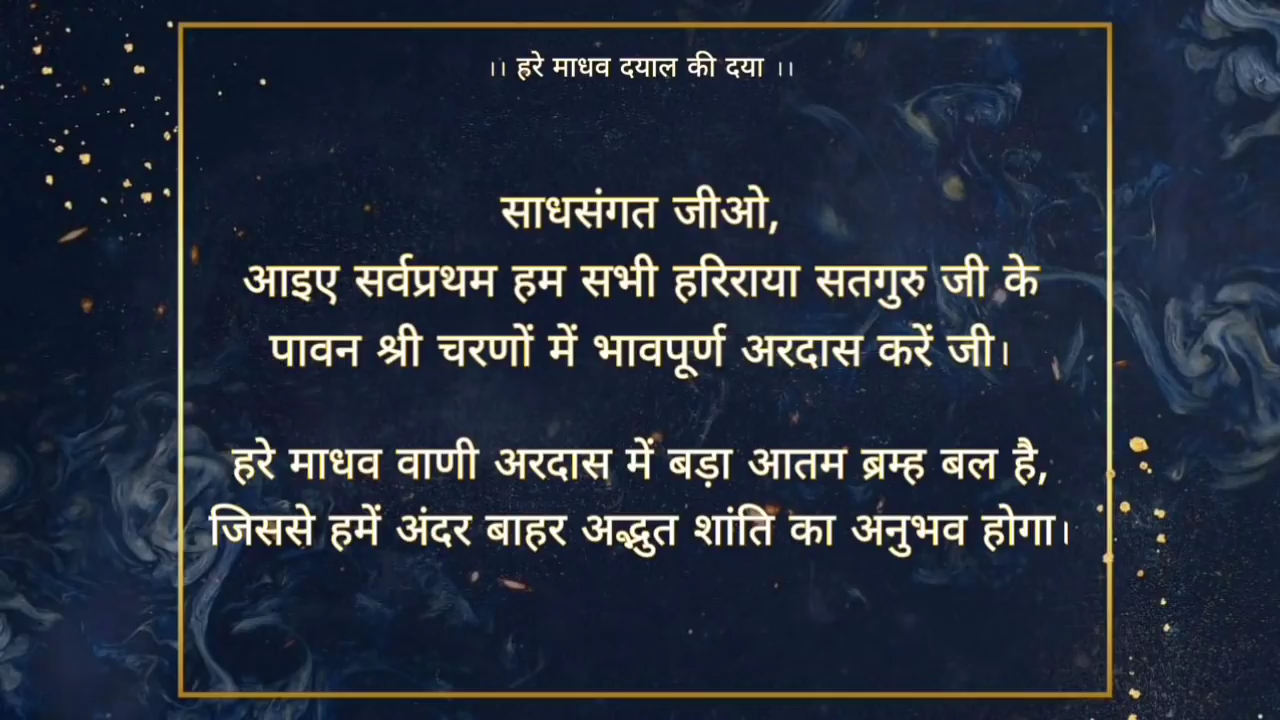 ।। हरे माधव दयाल की दया ।।
साधसंगत जीओ,
आइए सर्वप्रथम हम सभी हरिराया सतगुरु जी के
पावन श्री चरणों में भावपूर्ण अरदास करें जी।
हरे माधव वाणी अरदास में बड़ा आतम ब्रम्ह बल है,
जिससे हमें अंदर बाहर अद्भुत शांति का अनुभव होगा।